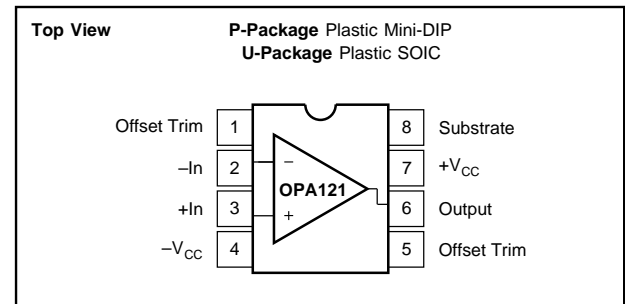 Top View P-Package Plastic Mini-DIP
U-Package Plastic SOIC
Offset Trim 1 8 Substrate
–In 2 – 7 +VCC
OPA121
+In 3 + 6 Output
–VCC 4 5 Offset Trim